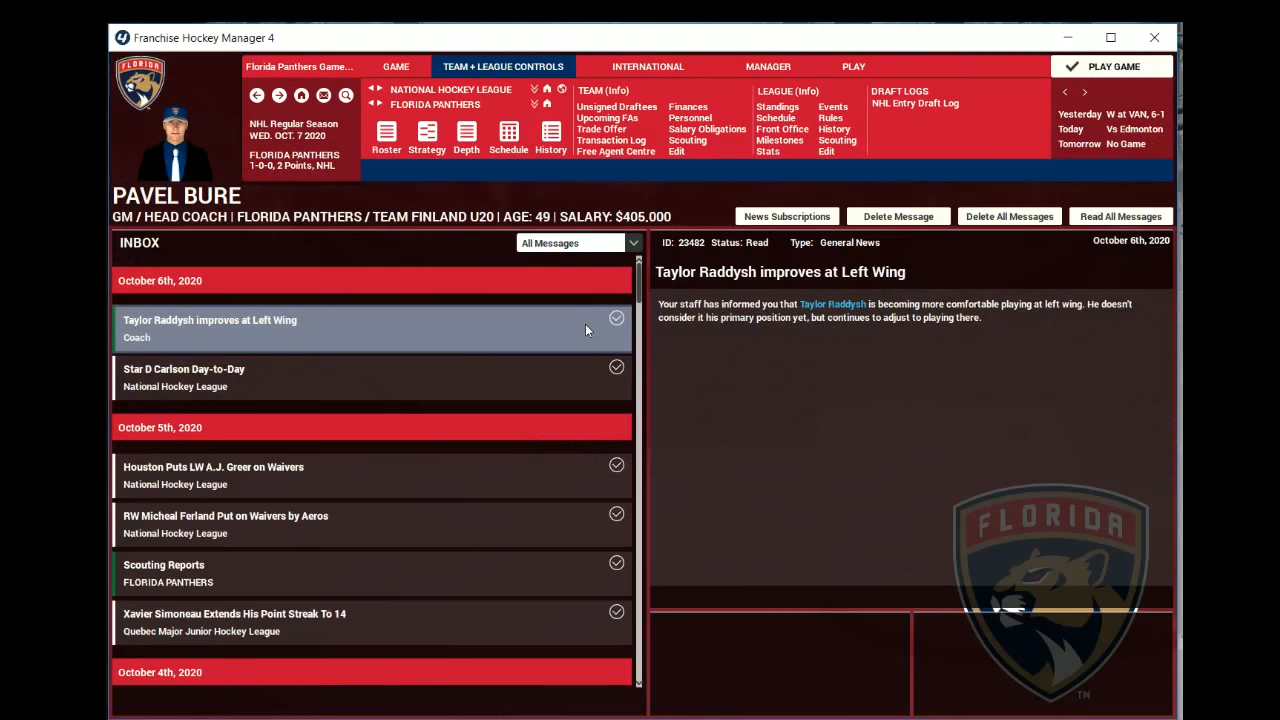 Franchise Hockey Manager 4
Florida Panthers Game...
GAME
TEAM + LEAGUE CONTROLS
INTERNATIONAL
MANAGER
PLAY
PLAY GAME
FLORIDA
NHL Regular Season
WED. OCT. 7 2020
FLORIDA PANTHERS
1-0-0, 2 Points, NHL
NATIONAL HOCKEY LEAGUE
FLORIDA PANTHERS
Roster
Strategy
Depth
Schedule
History
TEAM (Info)
Unsigned Draftees
Finances
Upcoming FAs
Personnel
Trade Offer
Salary Obligations
Transaction Log
Scouting
Free Agent Centre
Edit
LEAGUE (Info)
Standings
Events
Schedule
Rules
Front Office
History
Milestones
Scouting
Stats
Edit
DRAFT LOGS
NHL Entry Draft Log
Yesterday W at VAN, 6-1
Today Vs Edmonton
Tomorrow No Game
PAVEL BURE
GM / HEAD COACH | FLORIDA PANTHERS / TEAM FINLAND U20 | AGE: 49 | SALARY: $405,000
News Subscriptions
Delete Message
Delete All Messages
Read All Messages
INBOX
All Messages
October 6th, 2020
Taylor Raddysh improves at Left Wing
Coach
Star D Carlson Day-to-Day
National Hockey League
October 5th, 2020
Houston Puts LW A.J. Greer on Waivers
National Hockey League
RW Micheal Ferland Put on Waivers by Aeros
National Hockey League
Scouting Reports
FLORIDA PANTHERS
Xavier Simoneau Extends His Point Streak To 14
Quebec Major Junior Hockey League
October 4th, 2020
ID: 23482 Status: Read Type: General News
October 6th, 2020
Taylor Raddysh improves at Left Wing
Your staff has informed you that Taylor Raddysh is becoming more comfortable playing at left wing. He doesn't
consider it his primary position yet, but continues to adjust to playing there.
FLORIDA
TM